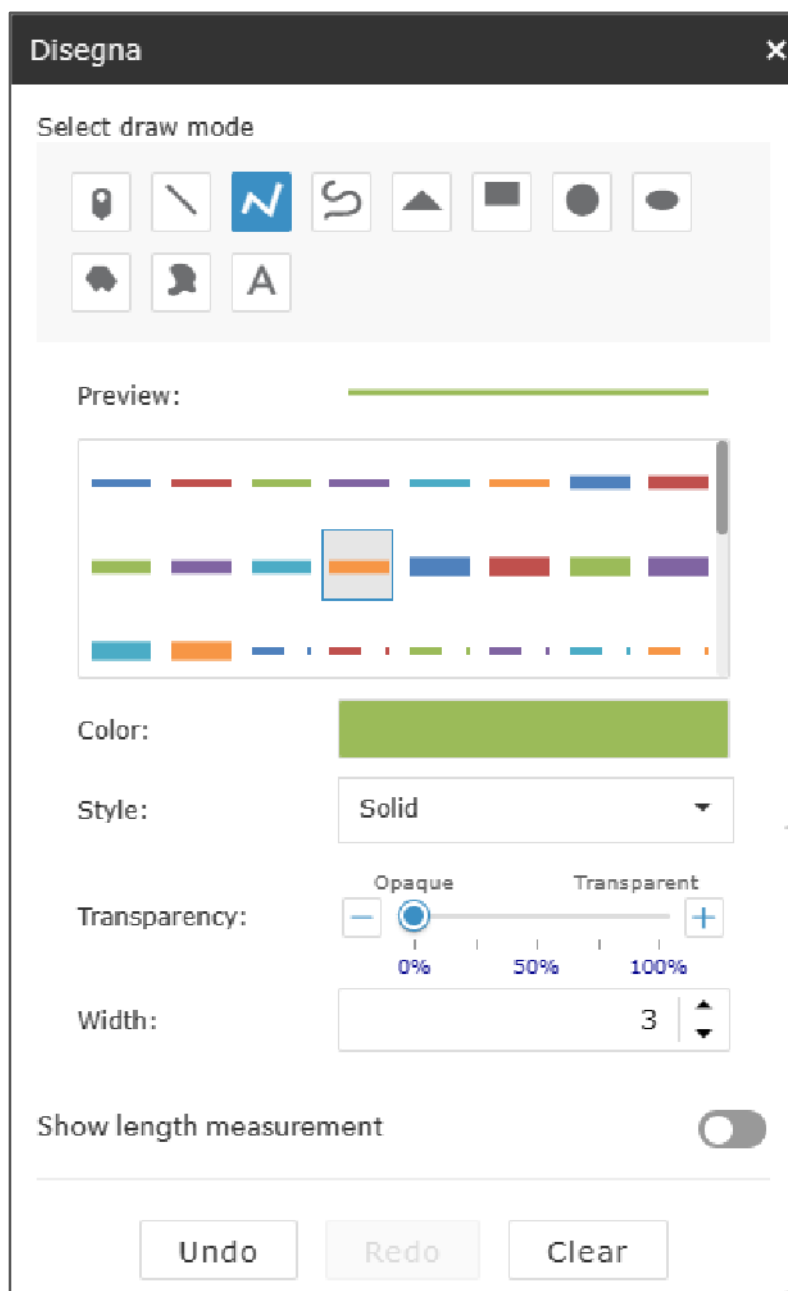 Disegna
Select draw mode
A
Preview:
Color:
Style: Solid
Opaque Transparent
Transparency:
0% 50% 100%
Width: 3
Show length measurement
Undo Redo Clear